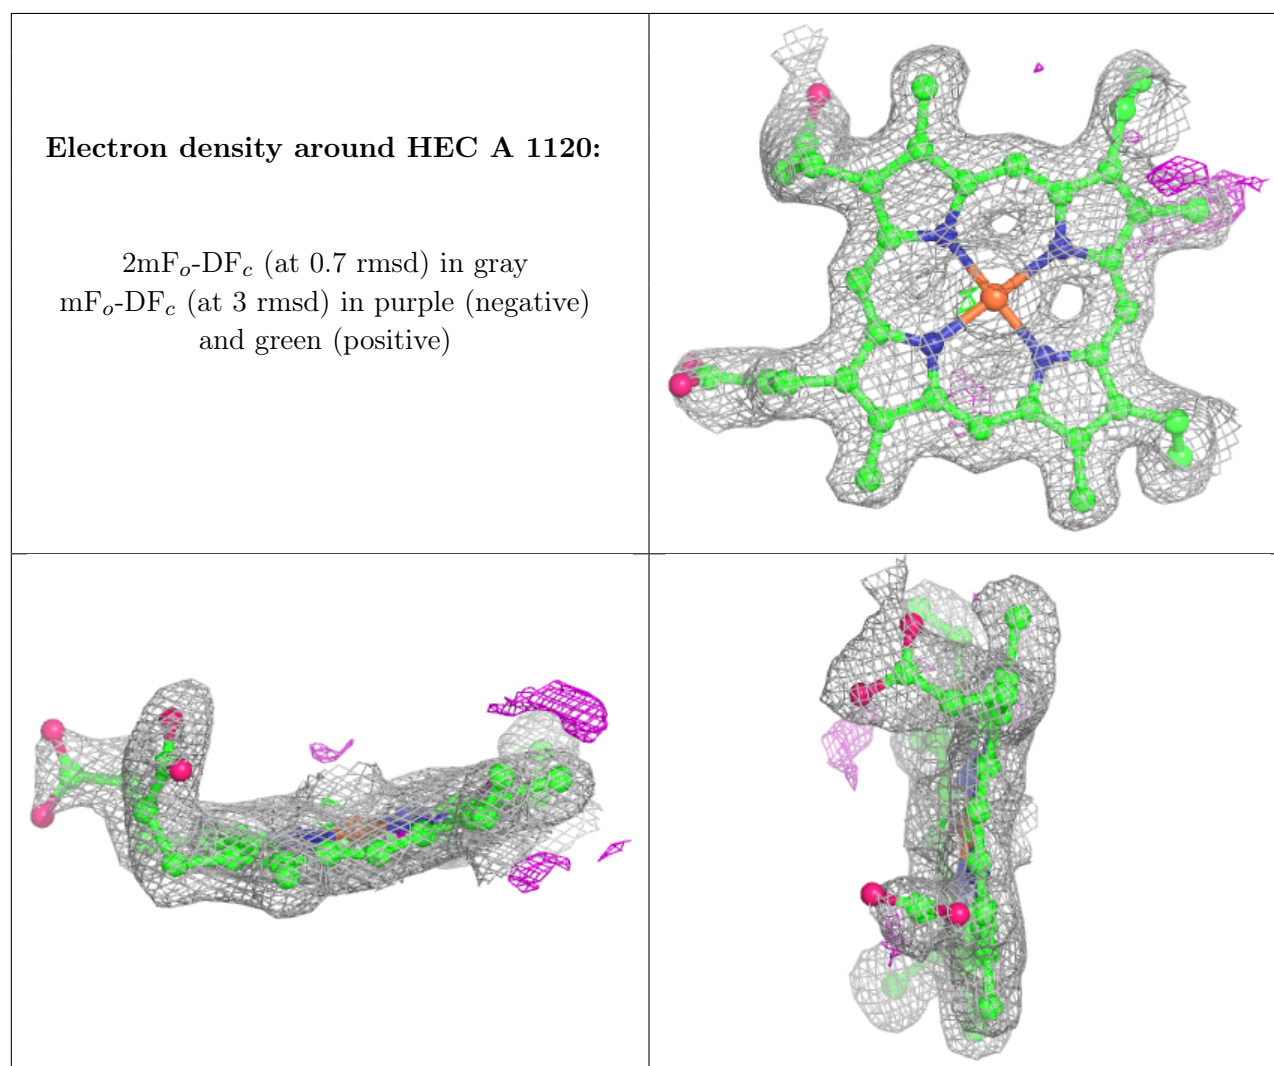 Electron density around HEC A 1120:
2mFo-DFc (at 0.7 rmsd) in gray
mFo-DFc (at 3 rmsd) in purple (negative)
and green (positive)